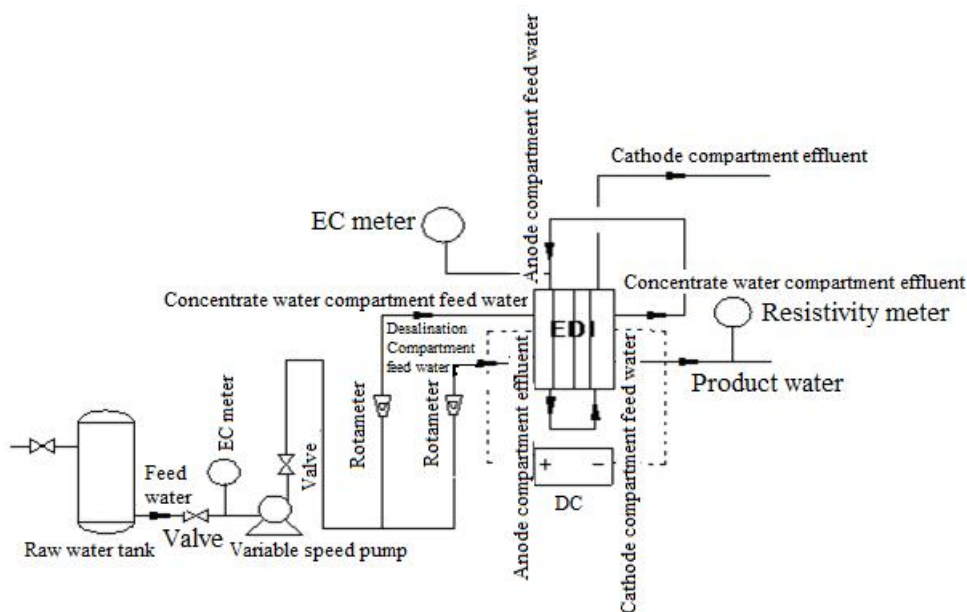 Anode compartment feed water
Cathode compartment effluent
EC meter
Concentrate water compartment feed water
Concentrate water compartment effluent
Resistivity meter
EDI
Desalination
Compartment
feed water
Product water
Anode compartment effluent
Cathode compartment feed water
+ −
DC
Rotameter
Rotameter
Valve
EC meter
Feed
water
Valve
Raw water tank
Variable speed pump